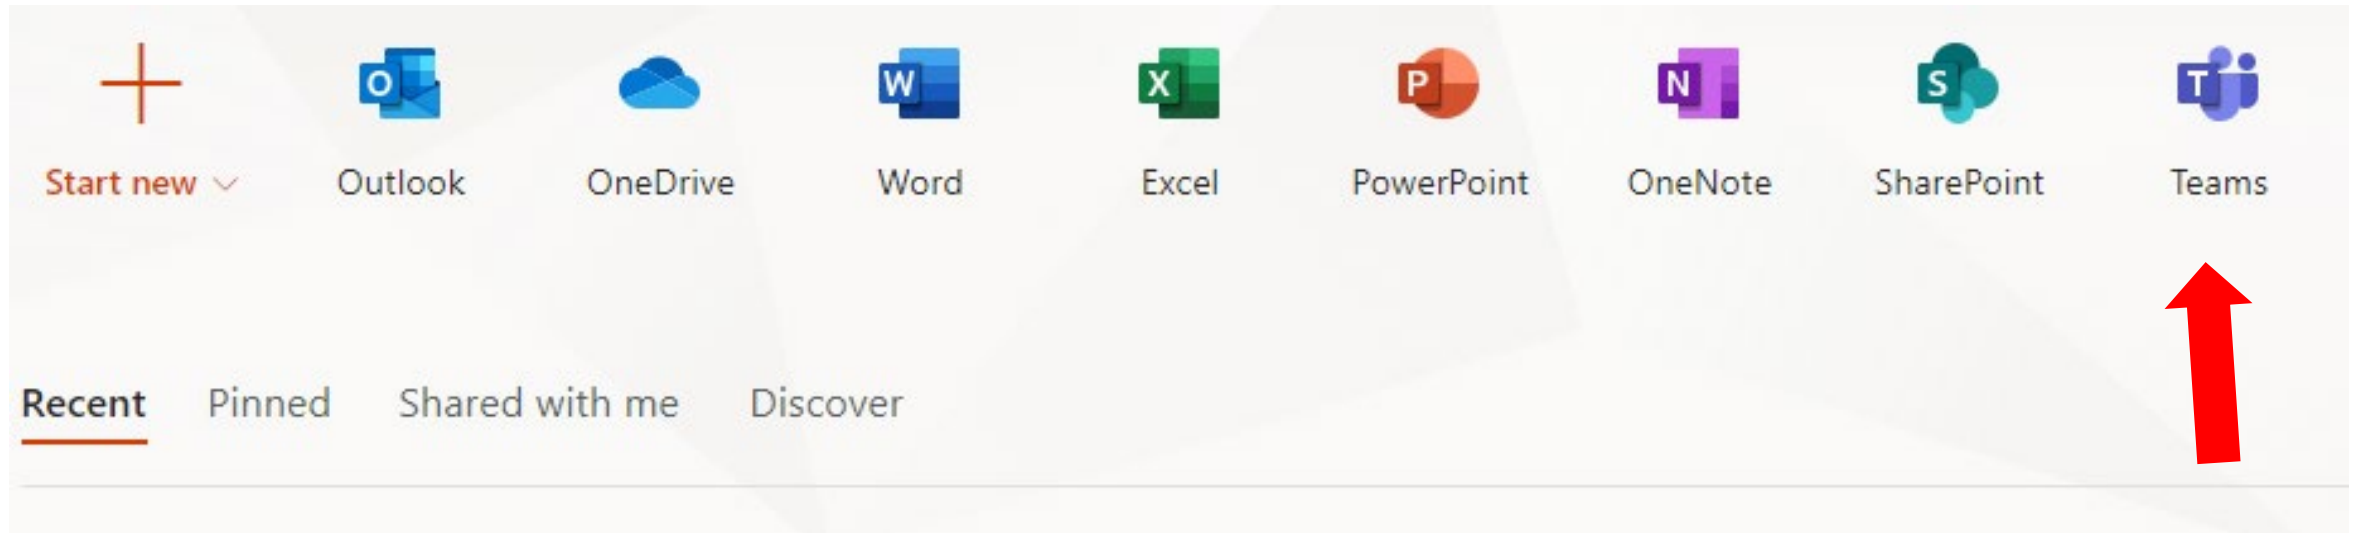 O W X P N S T
Start new Outlook OneDrive Word Excel PowerPoint OneNote SharePoint Teams
Recent Pinned Shared with me Discover